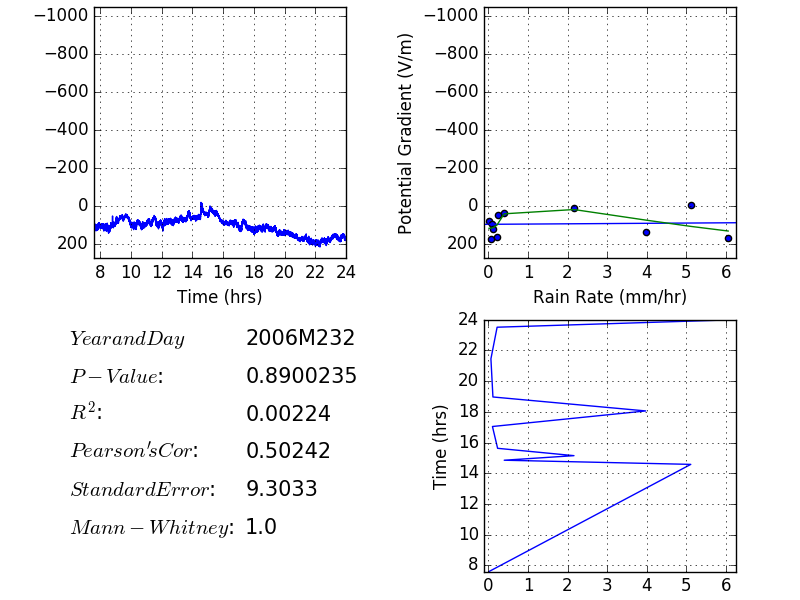 −1000
−800
−600
−400
−200
0
200
8 10 12 14 16 18 20 22 24
Time (hrs)
Potential Gradient (V/m)
−1000
−800
−600
−400
−200
0
200
0 1 2 3 4 5 6
Rain Rate (mm/hr)
YearandDay 2006M232
P−Value: 0.8900235
R²: 0.00224
Pearson'sCor: 0.50242
StandardError: 9.3033
Mann−Whitney: 1.0
Time (hrs)
24
22
20
18
16
14
12
10
8
0 1 2 3 4 5 6